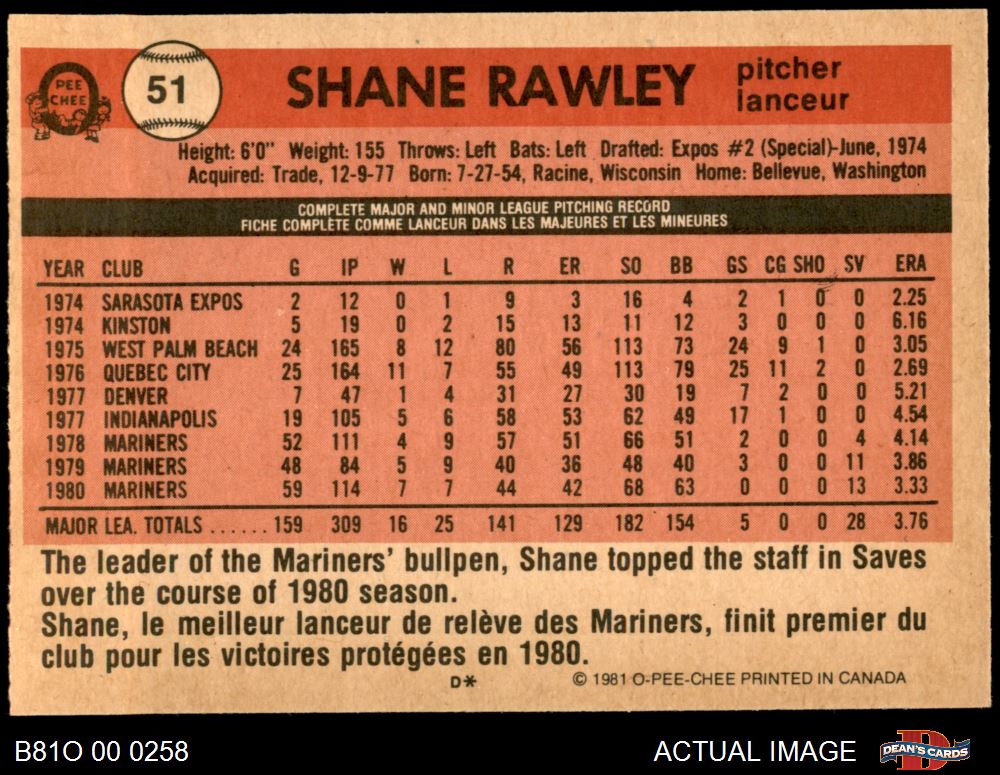 PEE
CHEE
51
SHANE RAWLEY
pitcher
lanceur
Height: 6'0" Weight: 155 Throws: Left Bats: Left Drafted: Expos #2 (Special)-June, 1974
Acquired: Trade, 12-9-77 Born: 7-27-54, Racine, Wisconsin Home: Bellevue, Washington
COMPLETE MAJOR AND MINOR LEAGUE PITCHING RECORD
FICHE COMPLÈTE COMME LANCEUR DANS LES MAJEURES ET LES MINEURES
YEAR CLUB G IP W L R ER SO BB GS CG SHO SV ERA
1974 SARASOTA EXPOS 2 12 0 1 9 3 16 4 2 1 0 0 2.25
1974 KINSTON 5 19 0 2 15 13 11 12 3 0 0 0 6.16
1975 WEST PALM BEACH 24 165 8 12 80 56 113 73 24 9 1 0 3.05
1976 QUEBEC CITY 25 164 11 7 55 49 113 79 25 11 2 0 2.69
1977 DENVER 7 47 1 4 31 27 30 19 7 2 0 0 5.21
1977 INDIANAPOLIS 19 105 5 6 58 53 62 49 17 1 0 0 4.54
1978 MARINERS 52 111 4 9 57 51 66 51 2 0 0 4 4.14
1979 MARINERS 48 84 5 9 40 36 48 40 3 0 0 11 3.86
1980 MARINERS 59 114 7 7 44 42 68 63 0 0 0 13 3.33
MAJOR LEA. TOTALS ...... 159 309 16 25 141 129 182 154 5 0 0 28 3.76
The leader of the Mariners' bullpen, Shane topped the staff in Saves
over the course of 1980 season.
Shane, le meilleur lanceur de relève des Mariners, finit premier du
club pour les victoires protégées en 1980.
D* © 1981 O-PEE-CHEE PRINTED IN CANADA
B81O 00 0258 ACTUAL IMAGE
DEAN'S CARDS